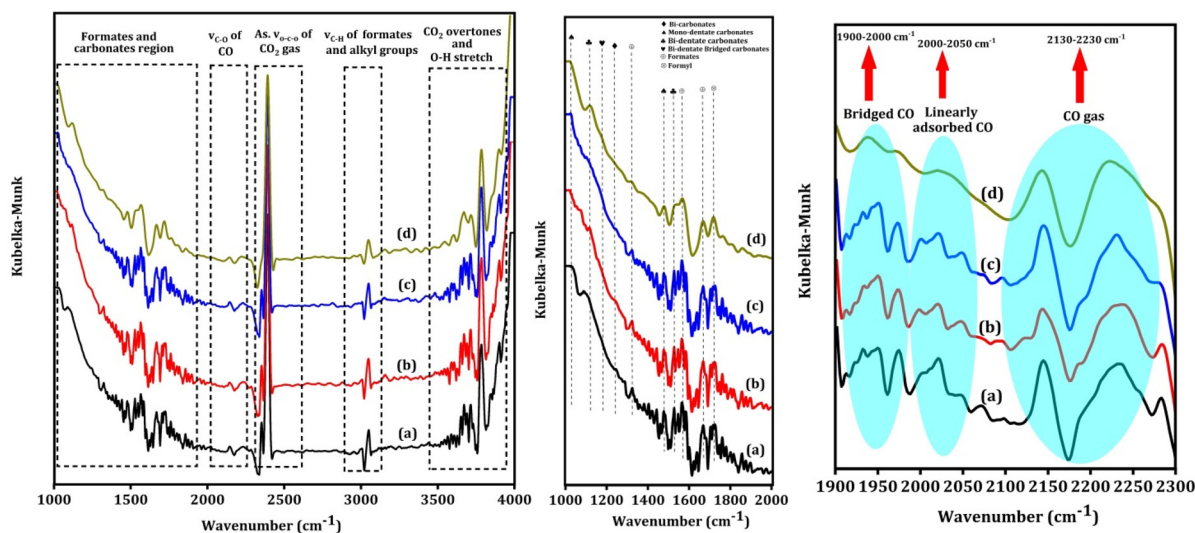 Formates and
carbonates region
νC-O of
CO
As. νo-c-o of
CO2 gas
νC-H of formates
and alkyl groups
CO2 overtones
and
O-H stretch
(d)
(c)
(b)
(a)
Kubelka-Munk
1000 1500 2000 2500 3000 3500 4000
Wavenumber (cm-1)
Bi-carbonates
Mono-dentate carbonates
Bi-dentate carbonates
Bi-dentate Bridged carbonates
Formates
Formyl
(d)
(c)
(b)
(a)
Kubelka-Munk
1000 1200 1400 1600 1800 2000
Wavenumber (cm-1)
1900-2000 cm-1
2000-2050 cm-1
2130-2230 cm-1
Bridged CO
Linearly
adsorbed CO
CO gas
(d)
(c)
(b)
(a)
Kubelka-Munk
1900 1950 2000 2050 2100 2150 2200 2250 2300
Wavenumber (cm-1)